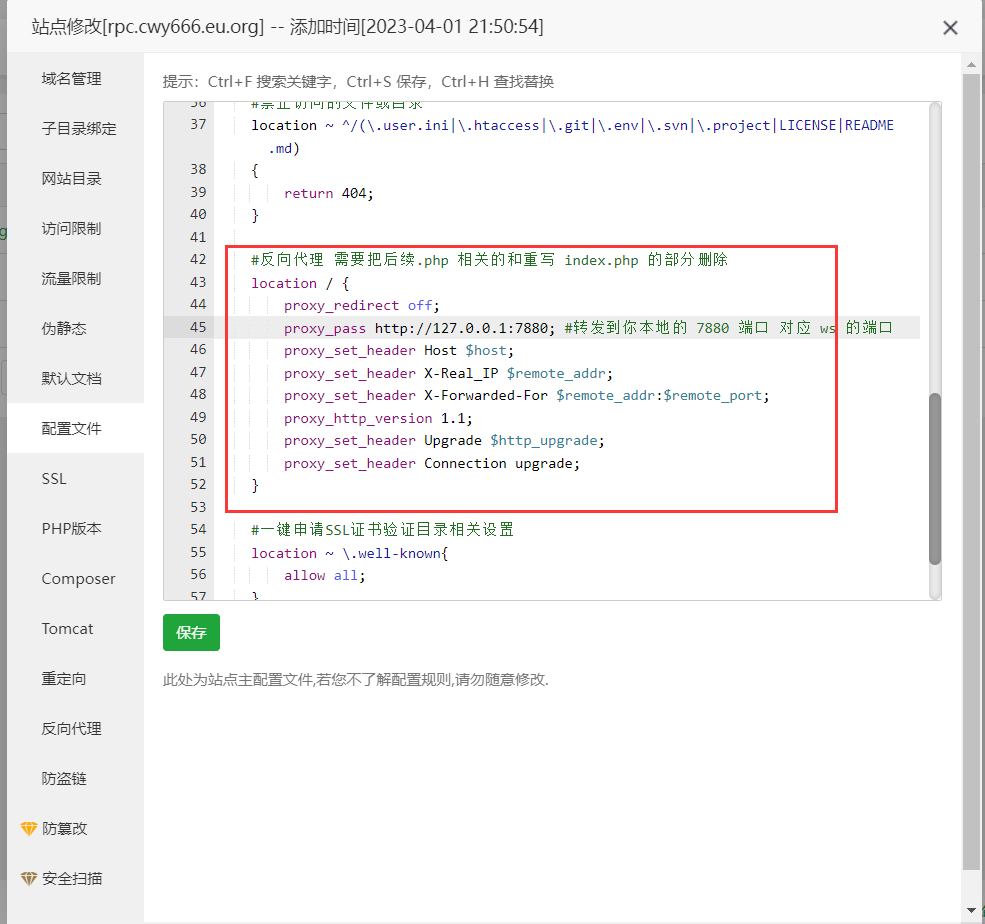 站点修改[rpc.cwy666.eu.org] -- 添加时间[2023-04-01 21:50:54]
域名管理
子目录绑定
网站目录
访问限制
流量限制
伪静态
默认文档
配置文件
SSL
PHP版本
Composer
Tomcat
重定向
反向代理
防盗链
防篡改
安全扫描
提示：Ctrl+F 搜索关键字，Ctrl+S 保存，Ctrl+H 查找替换
36 #禁止访问的文件或目录
37 location ~ ^/(\.user.ini|\.htaccess|\.git|\.env|\.svn|\.project|LICENSE|README
.md)
38 {
39 return 404;
40 }
41
42 #反向代理 需要把后续.php 相关的和重写 index.php 的部分删除
43 location / {
44 proxy_redirect off;
45 proxy_pass http://127.0.0.1:7880; #转发到你本地的 7880 端口 对应 ws 的端口
46 proxy_set_header Host $host;
47 proxy_set_header X-Real_IP $remote_addr;
48 proxy_set_header X-Forwarded-For $remote_addr:$remote_port;
49 proxy_http_version 1.1;
50 proxy_set_header Upgrade $http_upgrade;
51 proxy_set_header Connection upgrade;
52 }
53
54 #一键申请SSL证书验证目录相关设置
55 location ~ \.well-known{
56 allow all;
57 }
保存
此处为站点主配置文件,若您不了解配置规则,请勿随意修改.